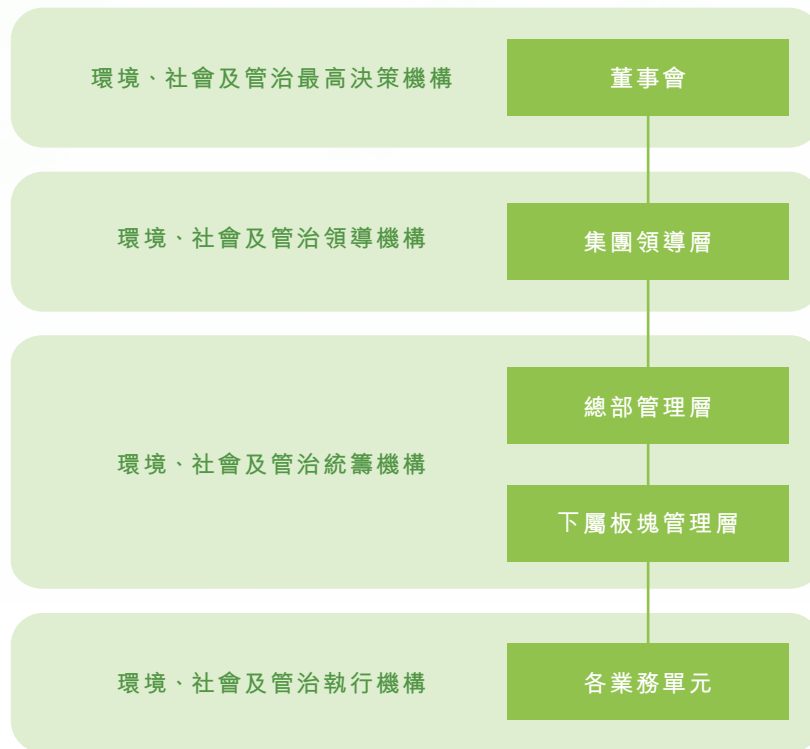 環境、社會及管治最高決策機構
董事會
環境、社會及管治領導機構
集團領導層
總部管理層
環境、社會及管治統籌機構
下屬板塊管理層
環境、社會及管治執行機構
各業務單元